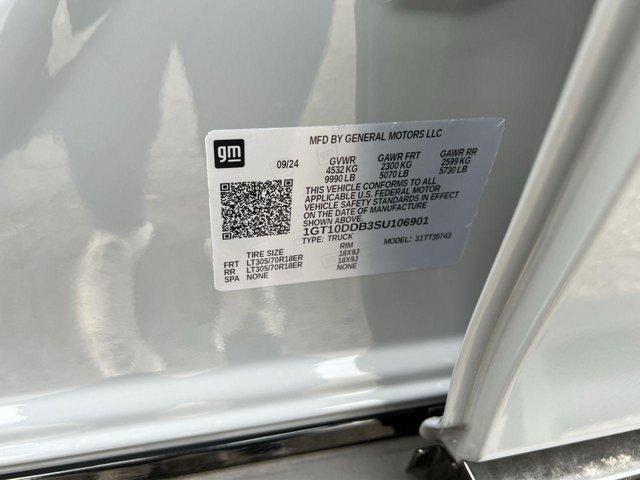 gm
MFD BY GENERAL MOTORS LLC
09/24 GVWR GAWR FRT GAWR RR
4532 KG 2300 KG 2599 KG
9990 LB 5070 LB 5730 LB
THIS VEHICLE CONFORMS TO ALL
APPLICABLE U.S. FEDERAL MOTOR
VEHICLE SAFETY STANDARDS IN EFFECT
ON THE DATE OF MANUFACTURE SHOWN ABOVE.
1GT10DDB3SU106901
TYPE: TRUCK MODEL: 31TT35743
TIRE SIZE RIM
FRT LT305/70R18ER 18X9J
RR LT305/70R18ER 18X9J
SPA NONE NONE